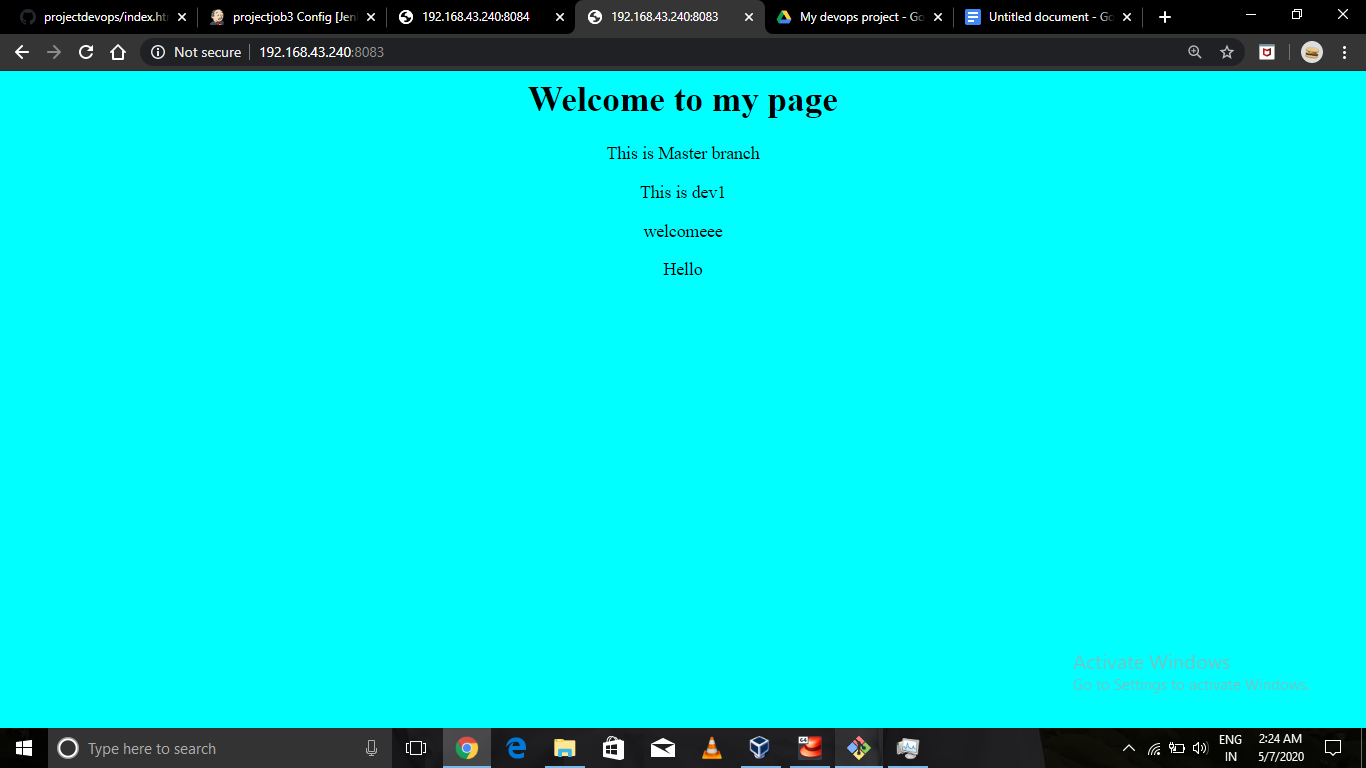 projectdevops/index.ht
projectjob3 Config [Jen
192.168.43.240:8084
192.168.43.240:8083
My devops project - Go
Untitled document - Go
Not secure
192.168.43.240:8083
Welcome to my page
This is Master branch
This is dev1
welcomeee
Hello
Activate Windows
Go to Settings to activate Windows.
Type here to search
64
ENG
IN
2:24 AM
5/7/2020